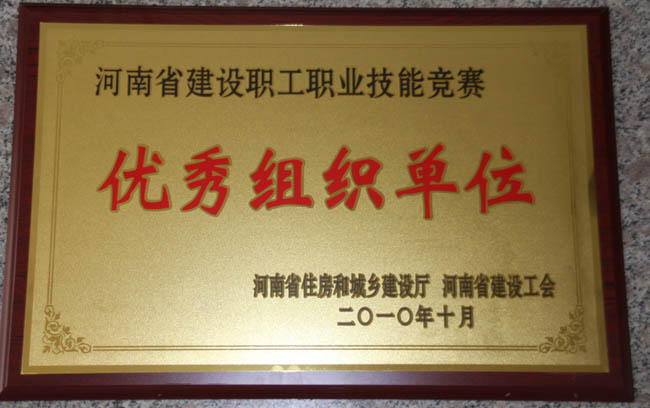 河南省建设职工职业技能竞赛
优秀组织单位
河南省住房和城乡建设厅 河南省建设工会
二〇一〇年十月